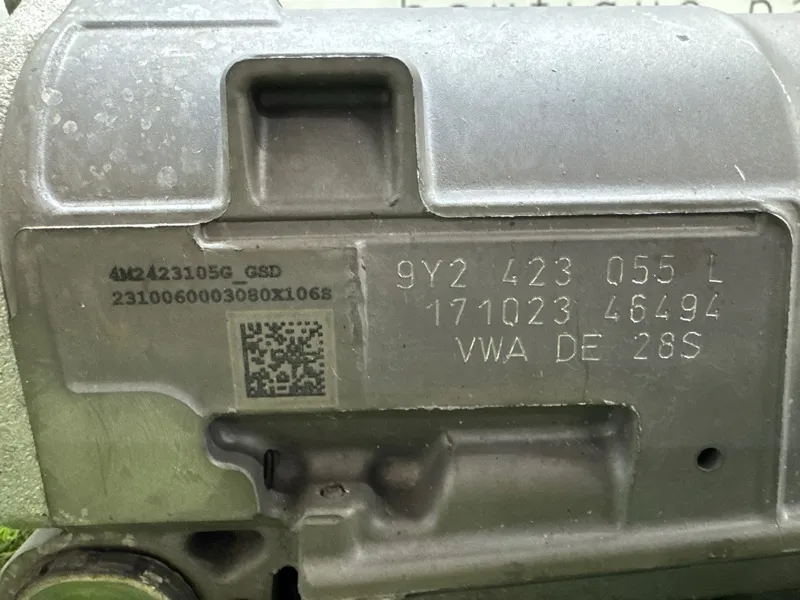 4M2423105G_GSD
2310060003080X106S
9Y2 423 055 L
171023 46494
VWA DE 28S